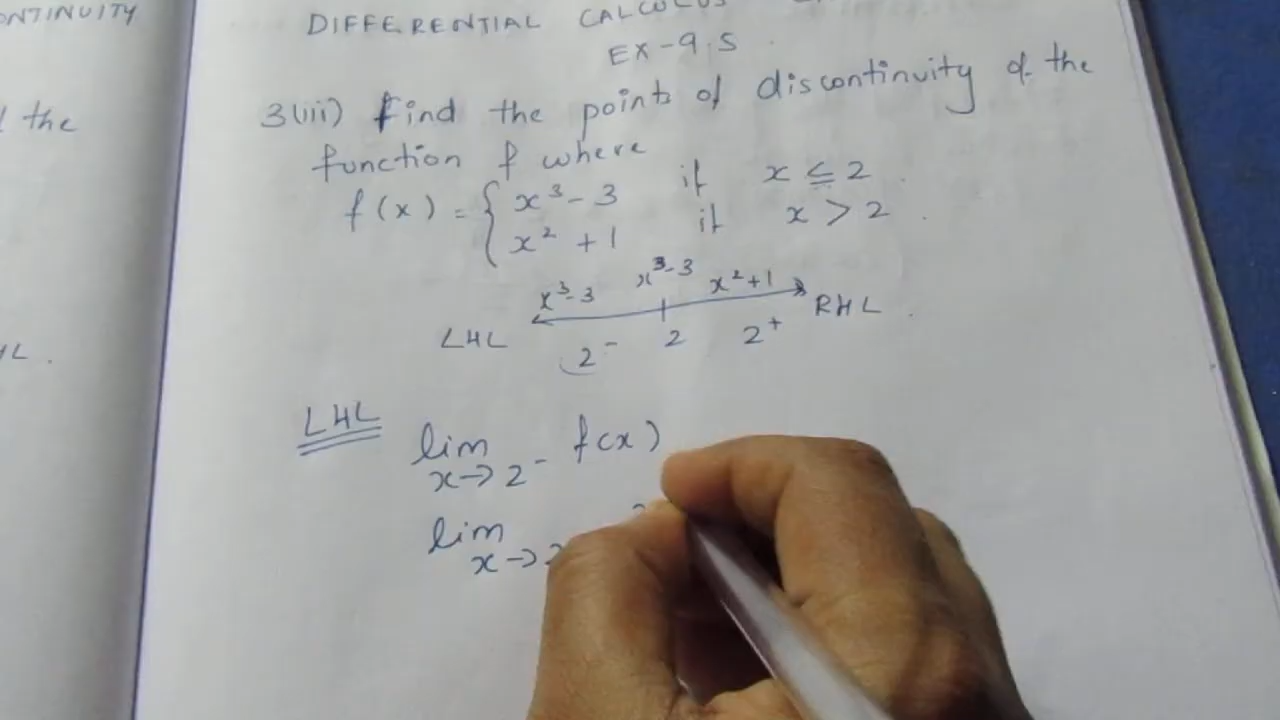 ONTINUITY
the
HL.
DIFFERENTIAL CALCULUS
EX-9.5.
3(iii) Find the points of discontinuity of the
function f where
f(x) = { x³-3 if x ≤ 2.
x² + 1 if x > 2.
x³-3 x³-3 x²+1
LHL 2⁻ 2 2⁺ RHL.
LHL
lim f(x)
x→2⁻
lim
x→